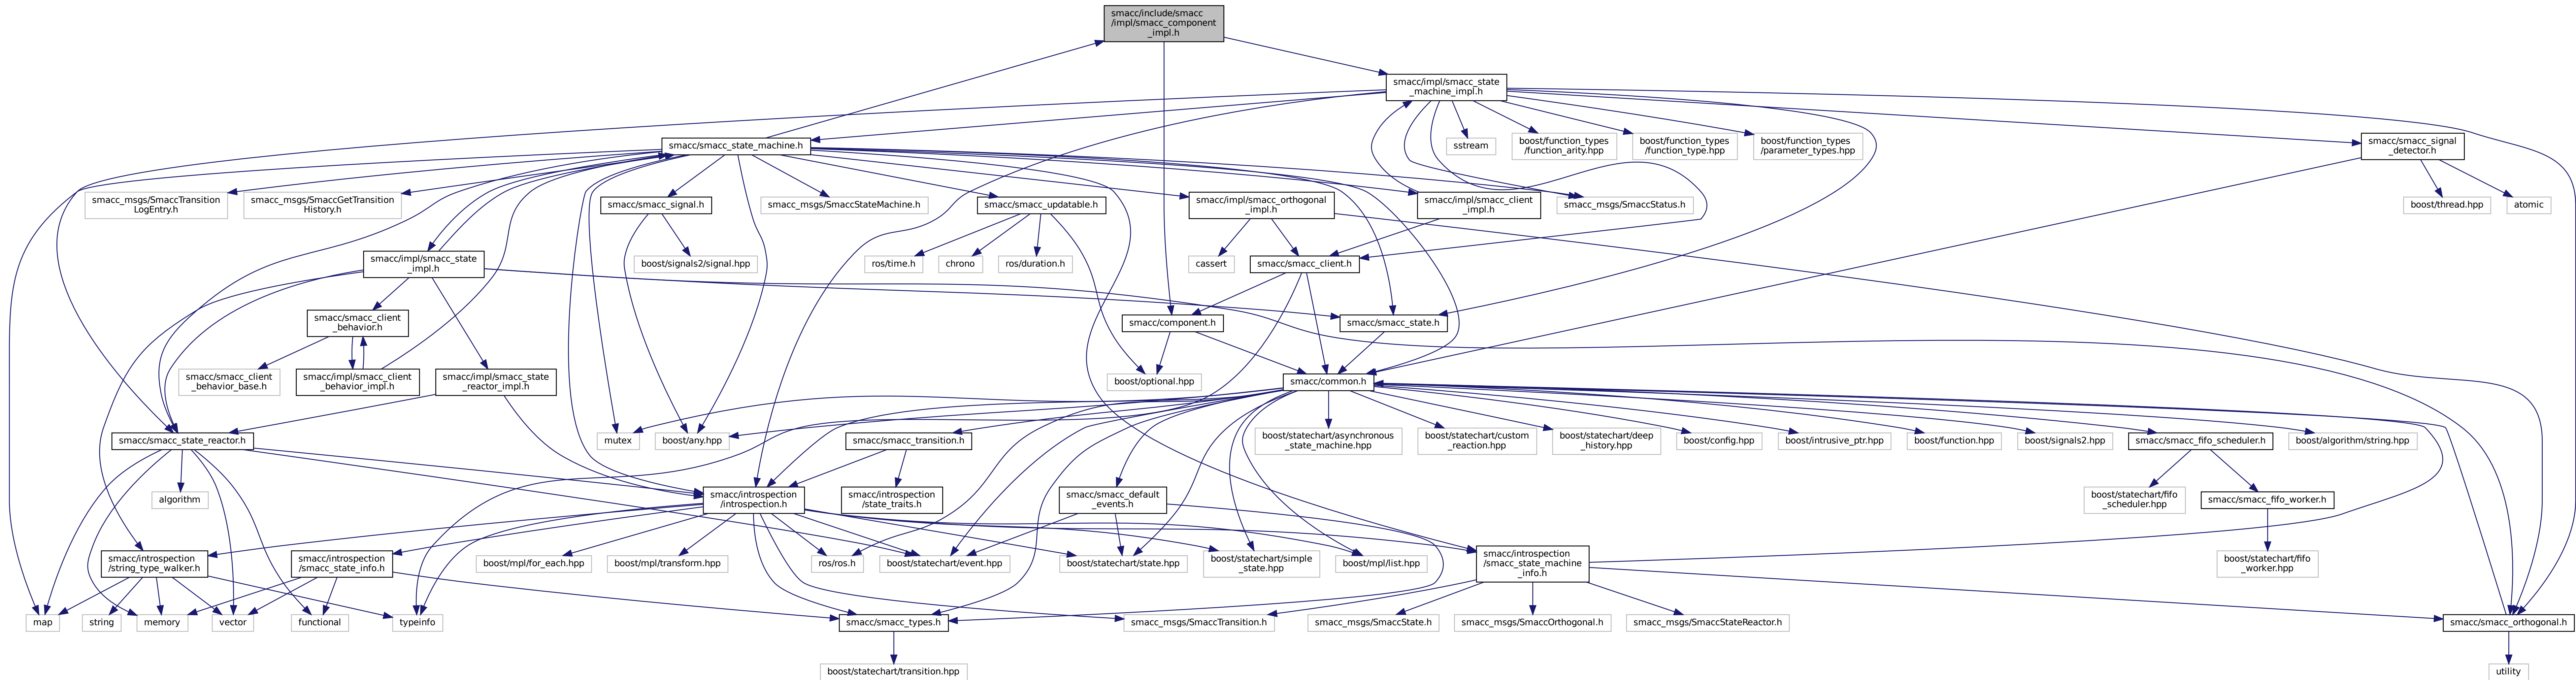 smacc/include/smacc
/impl/smacc_component
_impl.h
smacc/impl/smacc_state
_machine_impl.h
smacc/smacc_state_machine.h
sstream
boost/function_types
/function_arity.hpp
boost/function_types
/function_type.hpp
boost/function_types
/parameter_types.hpp
smacc/smacc_signal
_detector.h
smacc_msgs/SmaccTransition
LogEntry.h
smacc_msgs/SmaccGetTransition
History.h
smacc/smacc_signal.h
smacc_msgs/SmaccStateMachine.h
smacc/smacc_updatable.h
smacc/impl/smacc_orthogonal
_impl.h
smacc/impl/smacc_client
_impl.h
smacc_msgs/SmaccStatus.h
boost/thread.hpp
atomic
smacc/impl/smacc_state
_impl.h
boost/signals2/signal.hpp
ros/time.h
chrono
ros/duration.h
cassert
smacc/smacc_client.h
smacc/smacc_client
_behavior.h
smacc/component.h
smacc/smacc_state.h
smacc/smacc_client
_behavior_base.h
smacc/impl/smacc_client
_behavior_impl.h
smacc/impl/smacc_state
_reactor_impl.h
boost/optional.hpp
smacc/common.h
smacc/smacc_state_reactor.h
mutex
boost/any.hpp
smacc/smacc_transition.h
boost/statechart/asynchronous
_state_machine.hpp
boost/statechart/custom
_reaction.hpp
boost/statechart/deep
_history.hpp
boost/config.hpp
boost/intrusive_ptr.hpp
boost/function.hpp
boost/signals2.hpp
smacc/smacc_fifo_scheduler.h
boost/algorithm/string.hpp
algorithm
smacc/introspection
/introspection.h
smacc/introspection
/state_traits.h
smacc/smacc_default
_events.h
boost/statechart/fifo
_scheduler.hpp
smacc/smacc_fifo_worker.h
smacc/introspection
/string_type_walker.h
smacc/introspection
/smacc_state_info.h
boost/mpl/for_each.hpp
boost/mpl/transform.hpp
ros/ros.h
boost/statechart/event.hpp
boost/statechart/state.hpp
boost/statechart/simple
_state.hpp
boost/mpl/list.hpp
smacc/introspection
/smacc_state_machine
_info.h
boost/statechart/fifo
_worker.hpp
map
string
memory
vector
functional
typeinfo
smacc/smacc_types.h
smacc_msgs/SmaccTransition.h
smacc_msgs/SmaccState.h
smacc_msgs/SmaccOrthogonal.h
smacc_msgs/SmaccStateReactor.h
smacc/smacc_orthogonal.h
boost/statechart/transition.hpp
utility